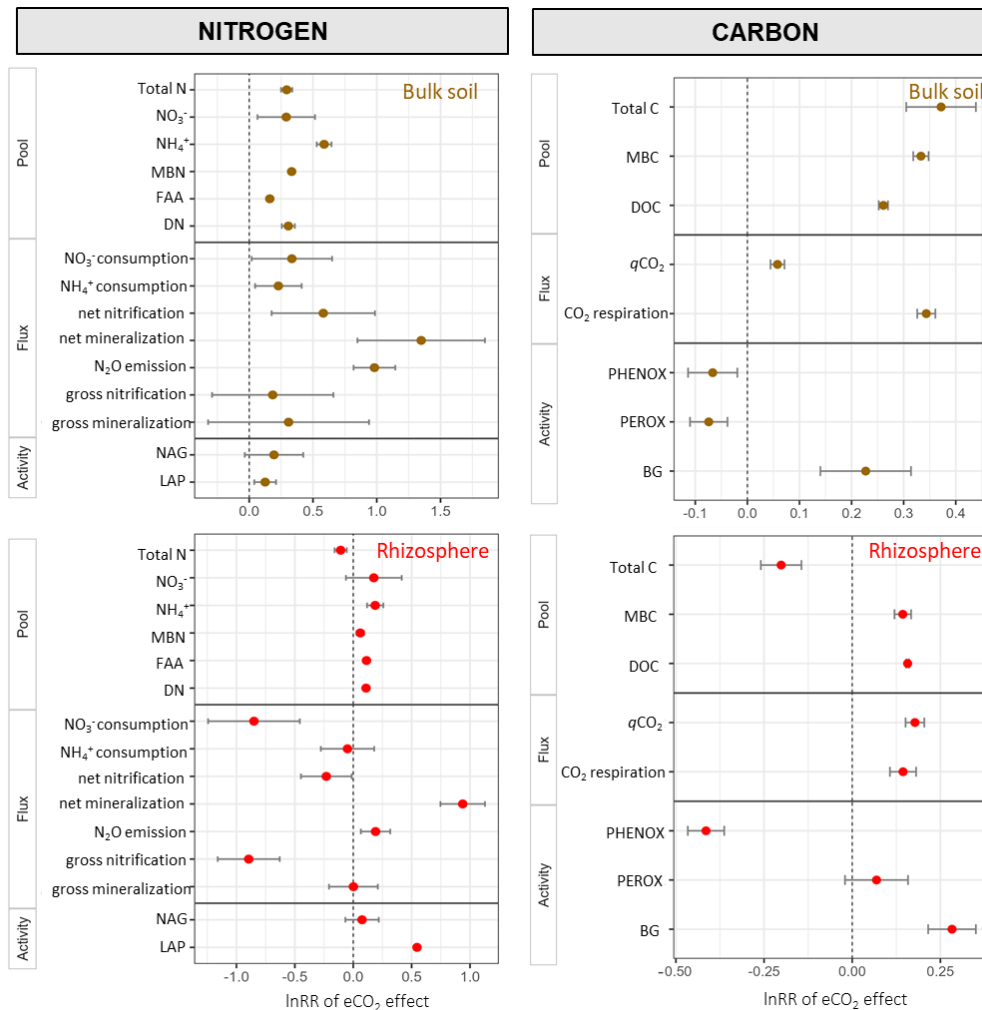 NITROGEN
Bulk soil
Pool
Total N
NO₃⁻
NH₄⁺
MBN
FAA
DN
Flux
NO₃⁻ consumption
NH₄⁺ consumption
net nitrification
net mineralization
N₂O emission
gross nitrification
gross mineralization
Activity
NAG
LAP
0.0 0.5 1.0 1.5
CARBON
Bulk soil
Pool
Total C
MBC
DOC
Flux
qCO₂
CO₂ respiration
Activity
PHENOX
PEROX
BG
-0.1 0.0 0.1 0.2 0.3 0.4
Rhizosphere
Pool
Total N
NO₃⁻
NH₄⁺
MBN
FAA
DN
Flux
NO₃⁻ consumption
NH₄⁺ consumption
net nitrification
net mineralization
N₂O emission
gross nitrification
gross mineralization
Activity
NAG
LAP
-1.0 -0.5 0.0 0.5 1.0
lnRR of eCO₂ effect
Rhizosphere
Pool
Total C
MBC
DOC
Flux
qCO₂
CO₂ respiration
Activity
PHENOX
PEROX
BG
-0.50 -0.25 0.00 0.25
lnRR of eCO₂ effect